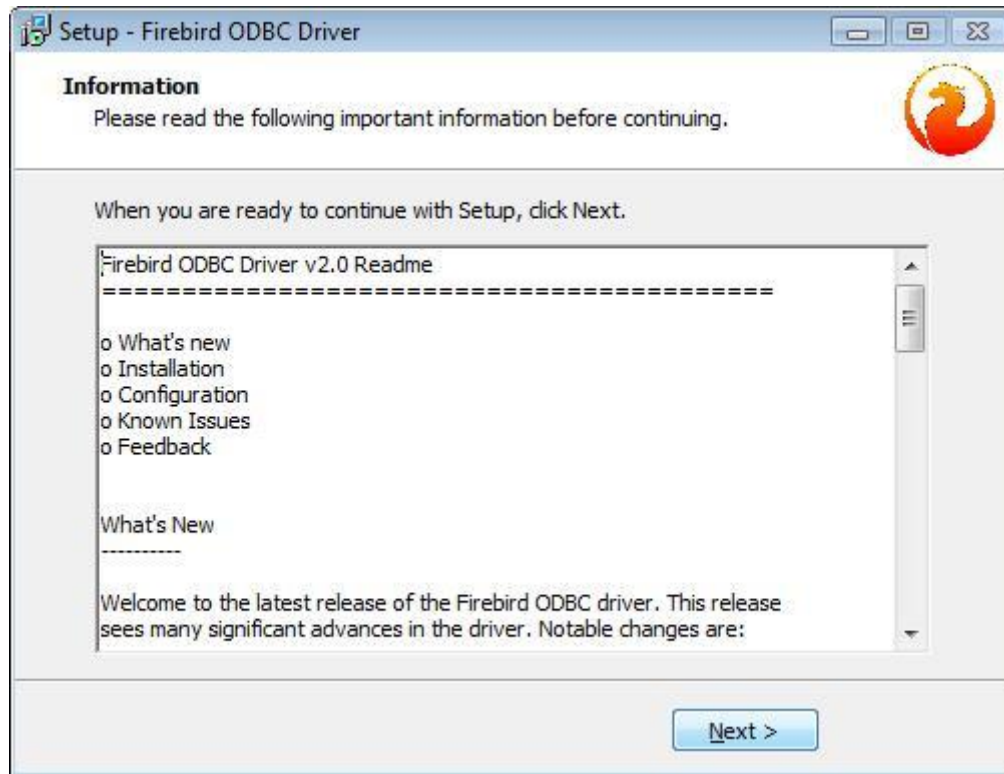 Setup - Firebird ODBC Driver
Information
Please read the following important information before continuing.
When you are ready to continue with Setup, click Next.
Firebird ODBC Driver v2.0 Readme
==========================================
o What's new
o Installation
o Configuration
o Known Issues
o Feedback
What's New
----------
Welcome to the latest release of the Firebird ODBC driver. This release
sees many significant advances in the driver. Notable changes are:
Next >